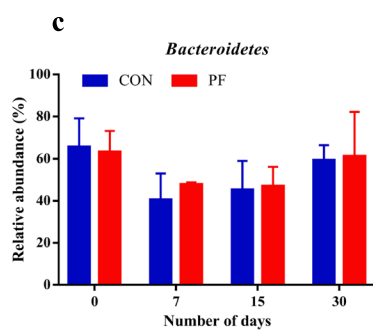 c
Bacteroidetes
CON PF
Relative abundance (%)
100
80
60
40
20
0
0 7 15 30
Number of days